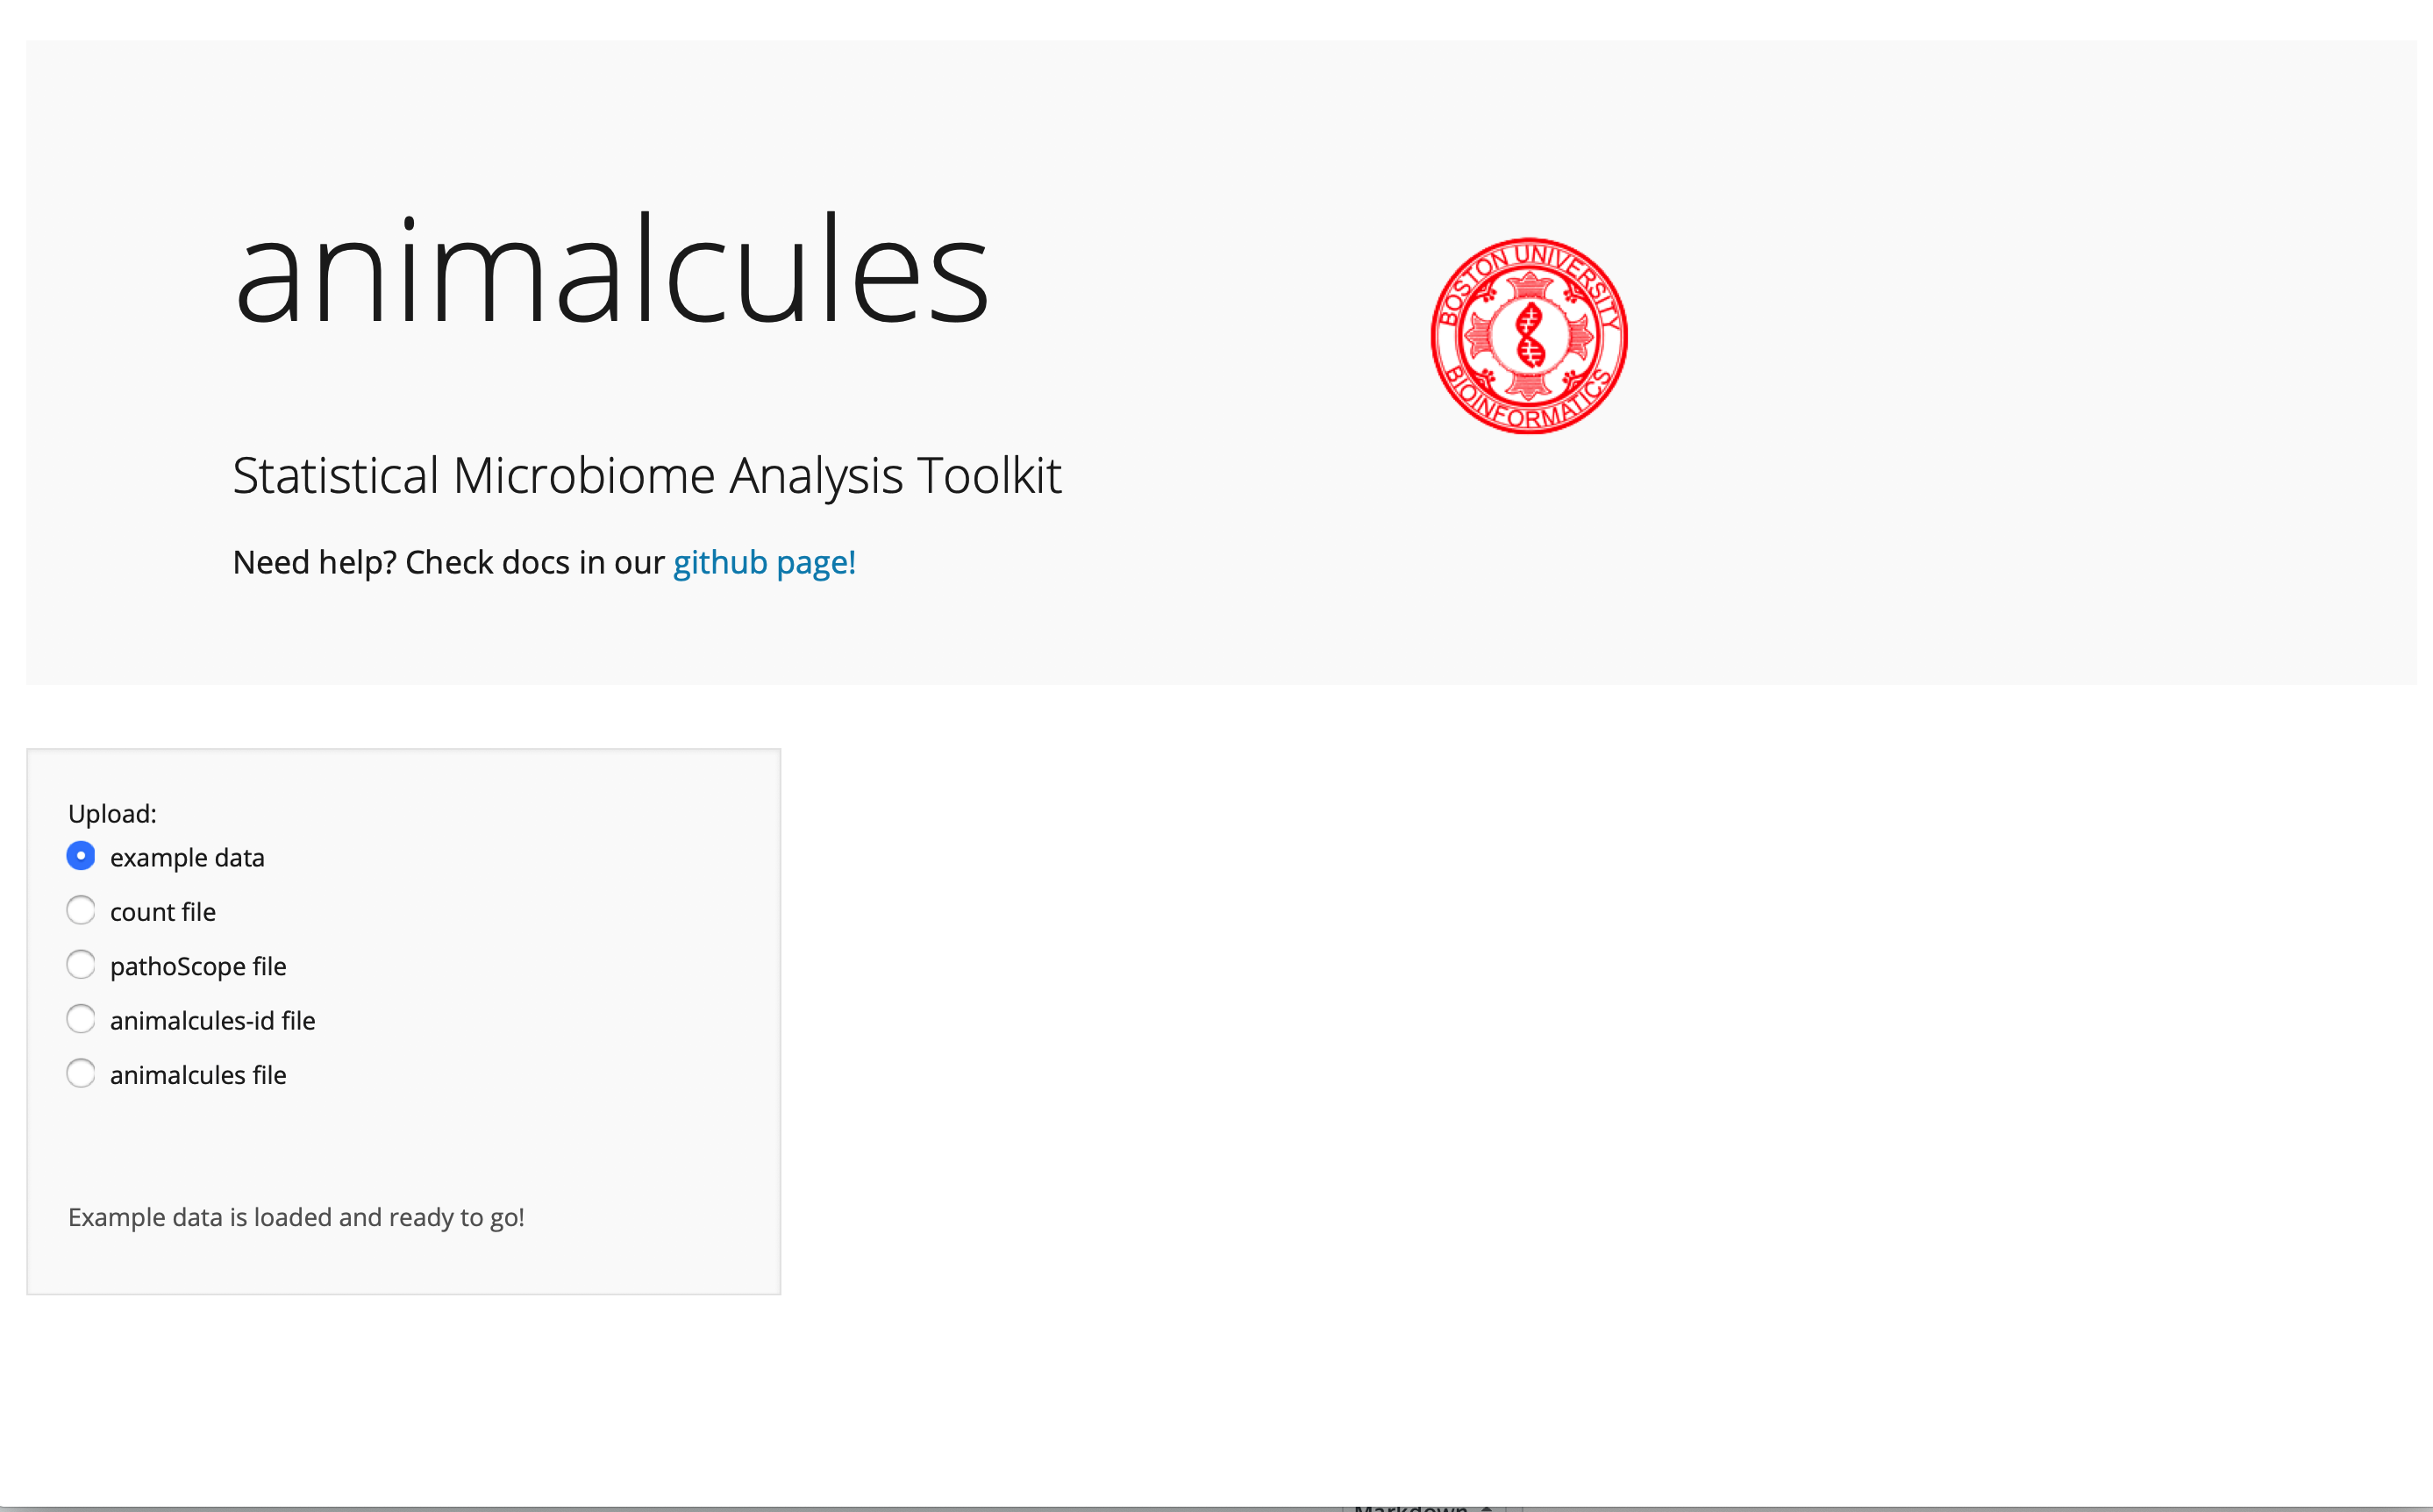 animalcules
BOSTON UNIVERSITY
BIOINFORMATICS
Statistical Microbiome Analysis Toolkit
Need help? Check docs in our github page!
Upload:
example data
count file
pathoScope file
animalcules-id file
animalcules file
Example data is loaded and ready to go!
Markdown